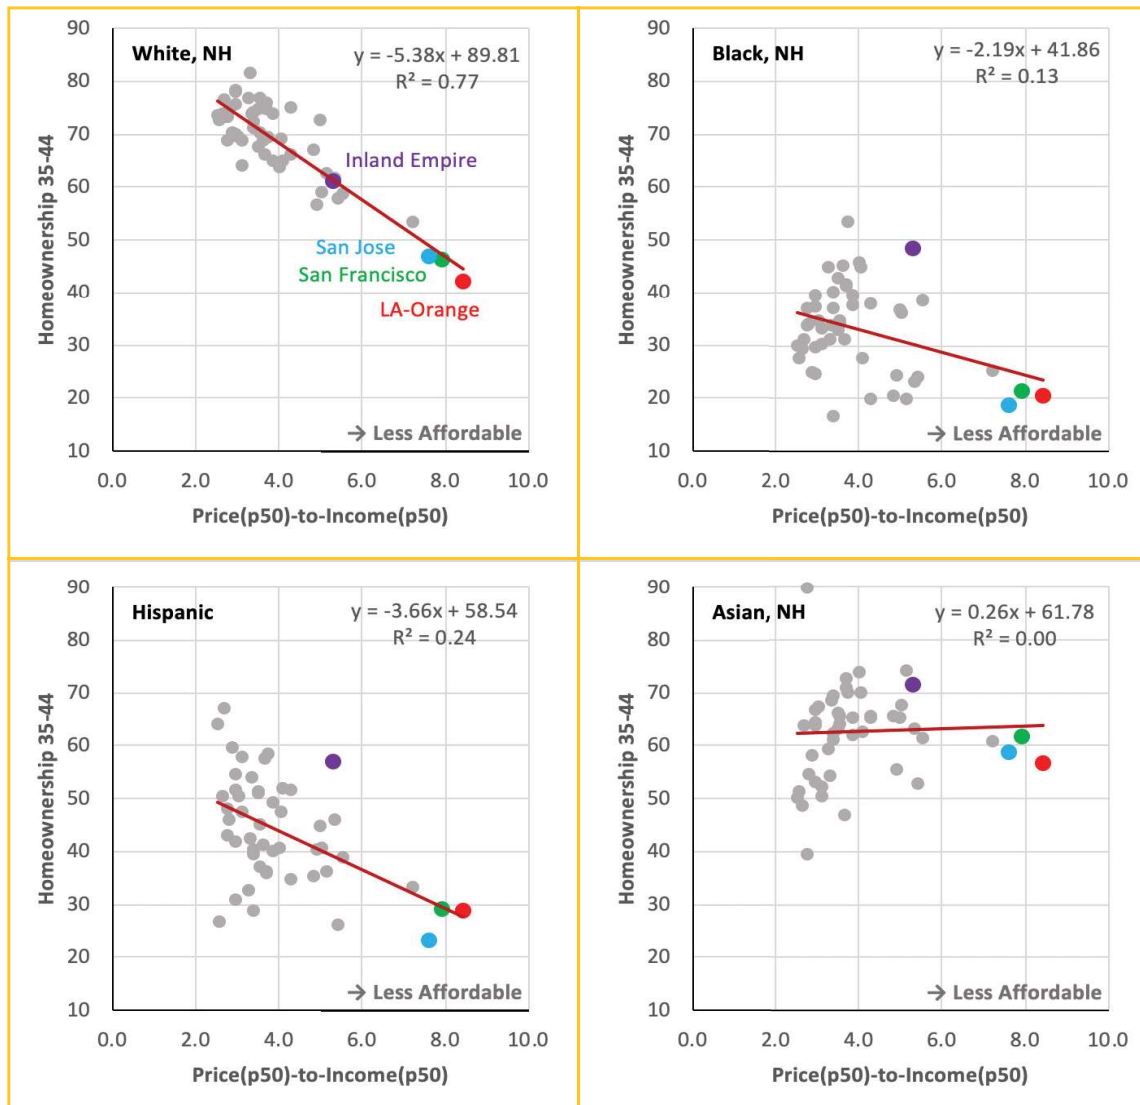 White, NH
y = -5.38x + 89.81
R² = 0.77
Inland Empire
San Jose
San Francisco
LA-Orange
→ Less Affordable
Homeownership 35-44
90
80
70
60
50
40
30
20
10
0.0 2.0 4.0 6.0 8.0 10.0
Price(p50)-to-Income(p50)
Black, NH
y = -2.19x + 41.86
R² = 0.13
→ Less Affordable
Homeownership 35-44
90
80
70
60
50
40
30
20
10
0.0 2.0 4.0 6.0 8.0 10.0
Price(p50)-to-Income(p50)
Hispanic
y = -3.66x + 58.54
R² = 0.24
→ Less Affordable
Homeownership 35-44
90
80
70
60
50
40
30
20
10
0.0 2.0 4.0 6.0 8.0 10.0
Price(p50)-to-Income(p50)
Asian, NH
y = 0.26x + 61.78
R² = 0.00
→ Less Affordable
Homeownership 35-44
90
80
70
60
50
40
30
20
10
0.0 2.0 4.0 6.0 8.0 10.0
Price(p50)-to-Income(p50)